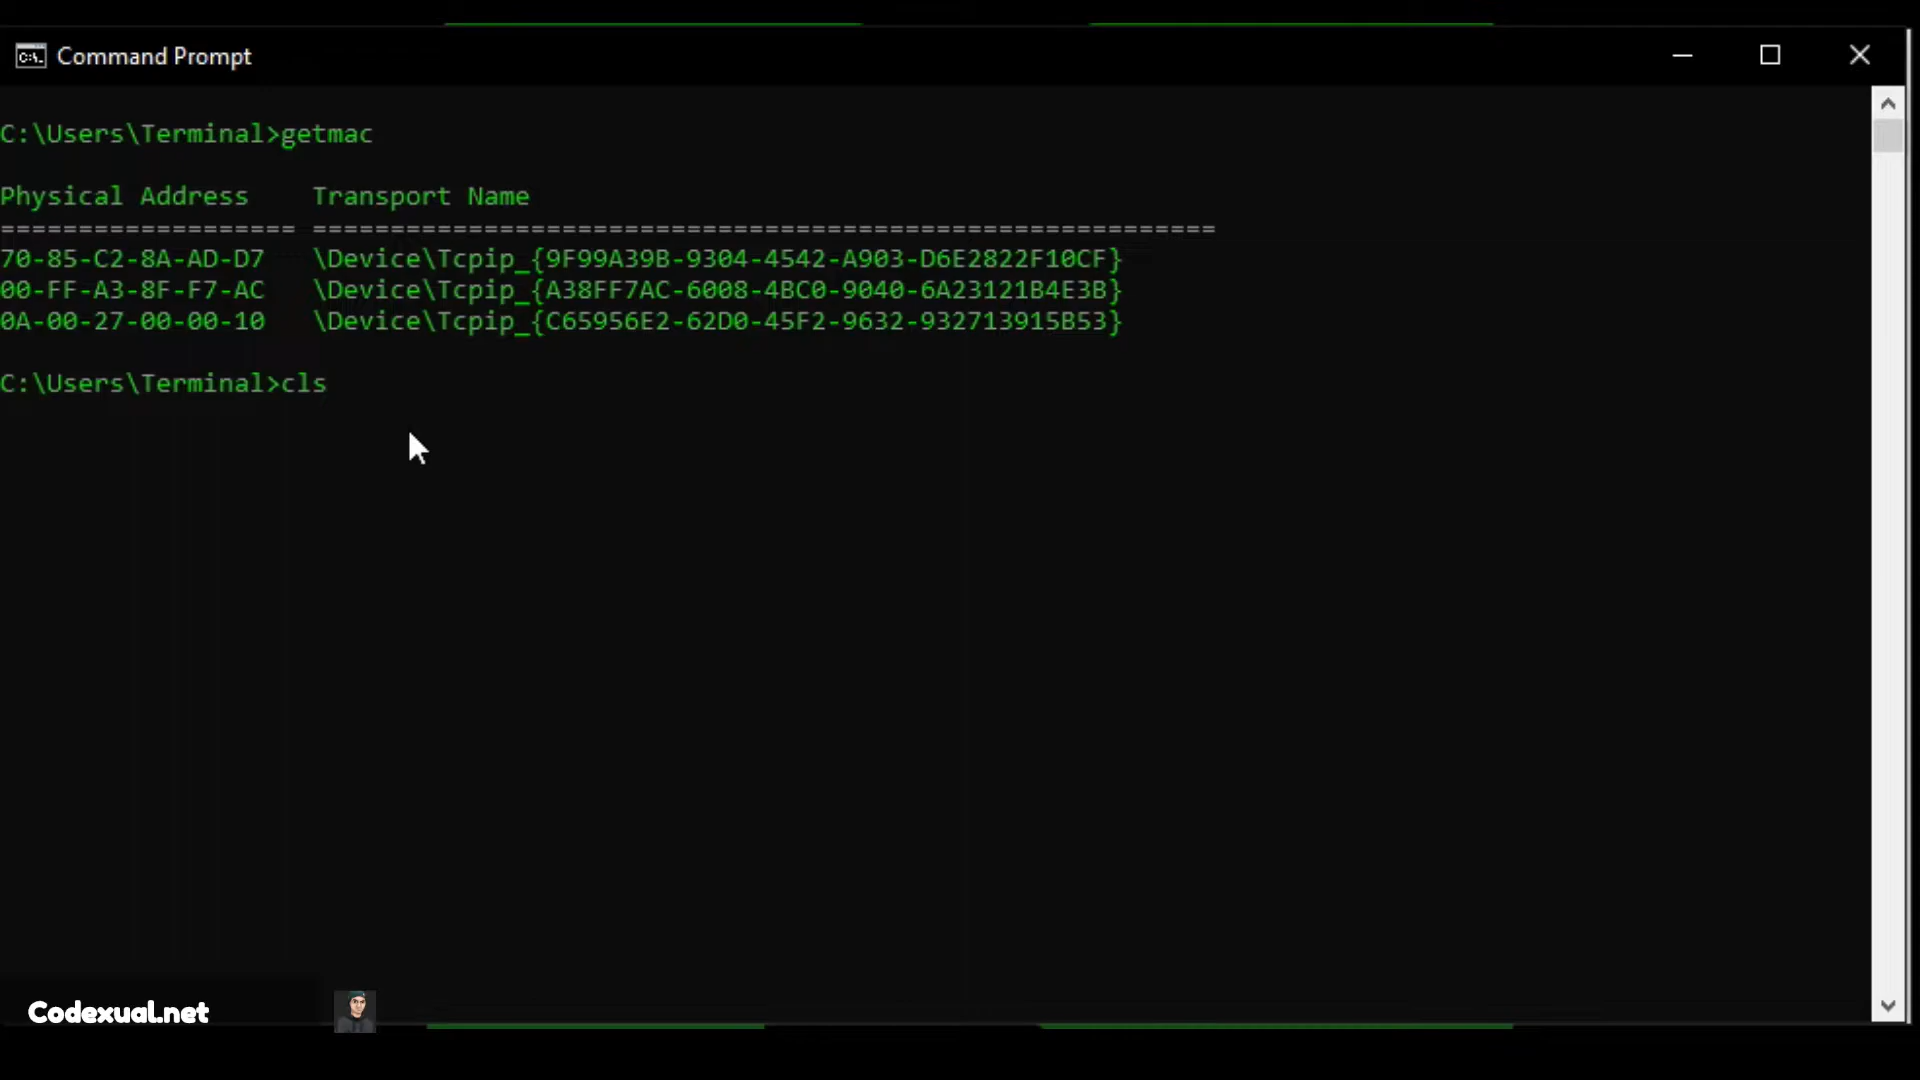 Command Prompt
C:\Users\Terminal>getmac
Physical Address    Transport Name
=================== ==========================================================
70-85-C2-8A-AD-D7   \Device\Tcpip_{9F99A39B-9304-4542-A903-D6E2822F10CF}
00-FF-A3-8F-F7-AC   \Device\Tcpip_{A38FF7AC-6008-4BC0-9040-6A23121B4E3B}
0A-00-27-00-00-10   \Device\Tcpip_{C65956E2-62D0-45F2-9632-932713915B53}
C:\Users\Terminal>cls
Codexual.net